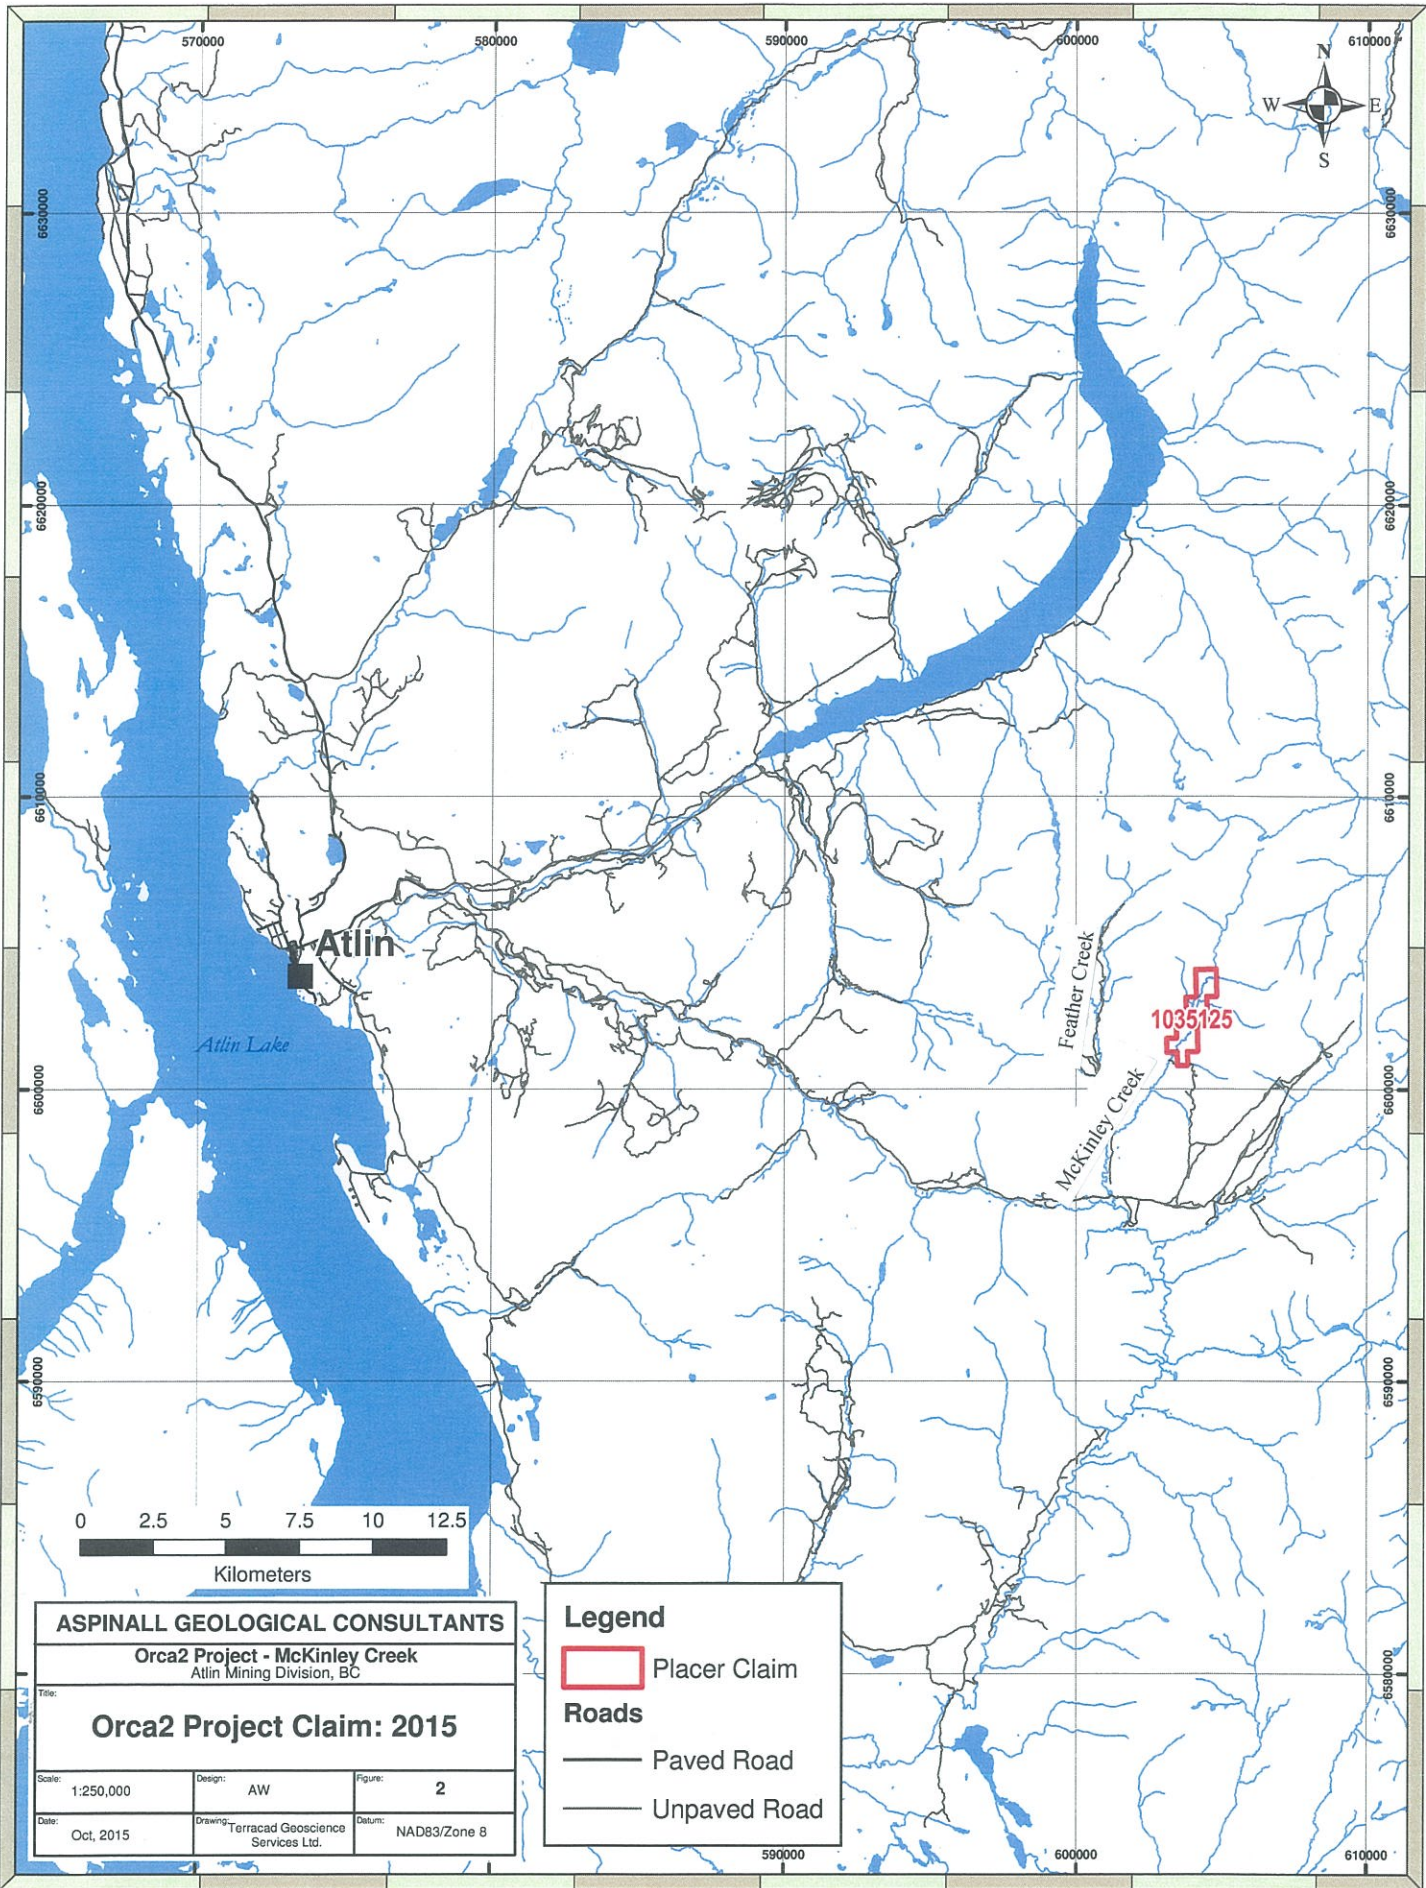 570000
580000
590000
600000
610000
N
W
E
S
6630000
6630000
6620000
6620000
6610000
6610000
Atlin
Atlin Lake
Feather Creek
1035125
McKinley Creek
6600000
6600000
6590000
6590000
0 2.5 5 7.5 10 12.5
Kilometers
ASPINALL GEOLOGICAL CONSULTANTS
Orca2 Project - McKinley Creek
Atlin Mining Division, BC
Title:
Orca2 Project Claim: 2015
Scale:
1:250,000
Design:
AW
Figure:
2
Date:
Oct, 2015
Drawing:
Terracad Geoscience
Services Ltd.
Datum:
NAD83/Zone 8
Legend
Placer Claim
Roads
Paved Road
Unpaved Road
6580000
590000
600000
610000